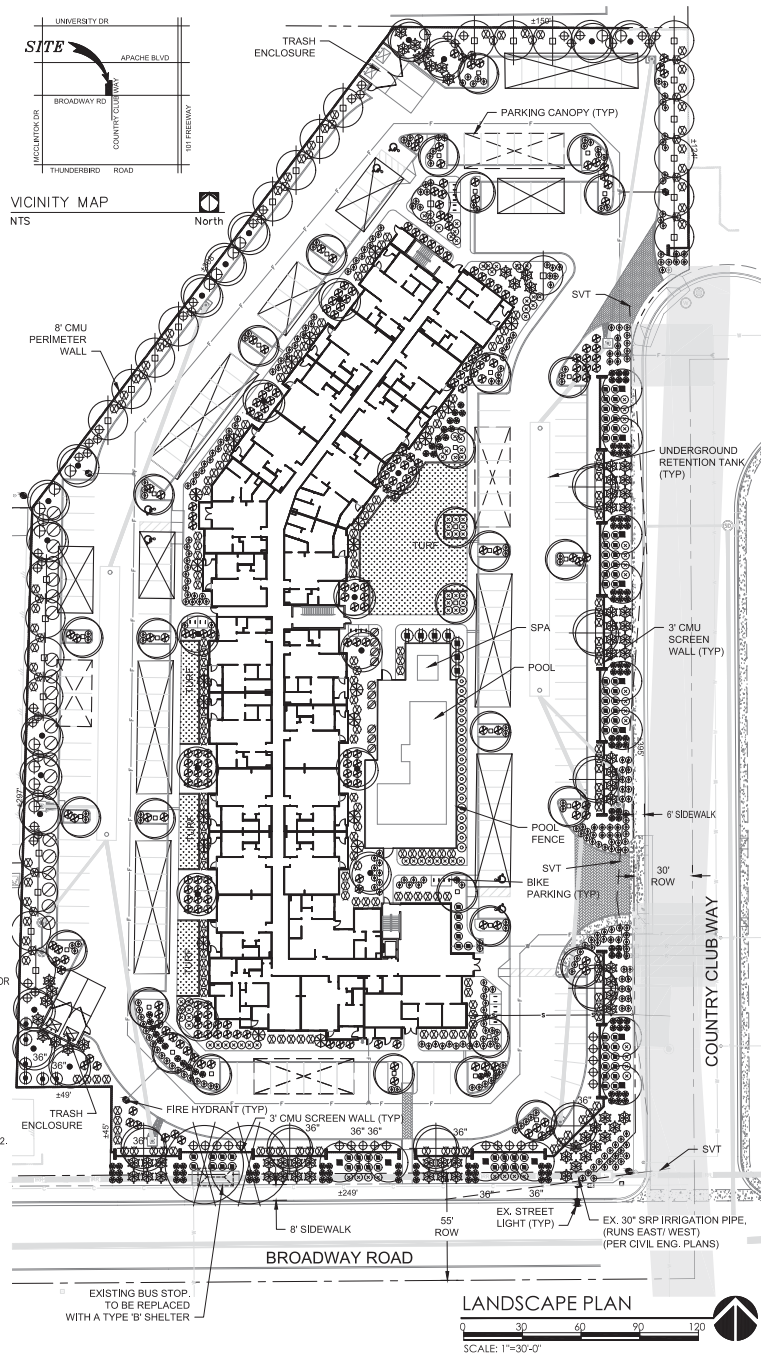 UNIVERSITY DR
SITE
APACHE BLVD
BROADWAY RD
MCCLINTOK DR
COUNTRY CLUB WAY
101 FREEWAY
THUNDERBIRD ROAD
VICINITY MAP
NTS
North
±150'
TRASH
ENCLOSURE
PARKING CANOPY (TYP)
±124'
SVT
8' CMU
PERIMETER
WALL
UNDERGROUND
RETENTION TANK
(TYP)
TURF
SPA
3' CMU
SCREEN
WALL (TYP)
POOL
TURF
±297'
6' SIDEWALK
POOL
FENCE
TURF
SVT
30'
ROW
BIKE
PARKING (TYP)
TURF
COUNTRY CLUB WAY
36"
36"
36"
±49'
TRASH
ENCLOSURE
±45'
FIRE HYDRANT (TYP)
3' CMU SCREEN WALL (TYP)
36"
36"
36" 36"
36"
36"
2.
SVT
±249'
36"
36"
8' SIDEWALK
55'
ROW
EX. STREET
LIGHT (TYP)
EX. 30" SRP IRRIGATION PIPE,
(RUNS EAST/ WEST)
(PER CIVIL ENG. PLANS)
BROADWAY ROAD
EXISTING BUS STOP.
TO BE REPLACED
WITH A TYPE 'B' SHELTER
LANDSCAPE PLAN
0 30 60 90 120
SCALE: 1"=30'-0"